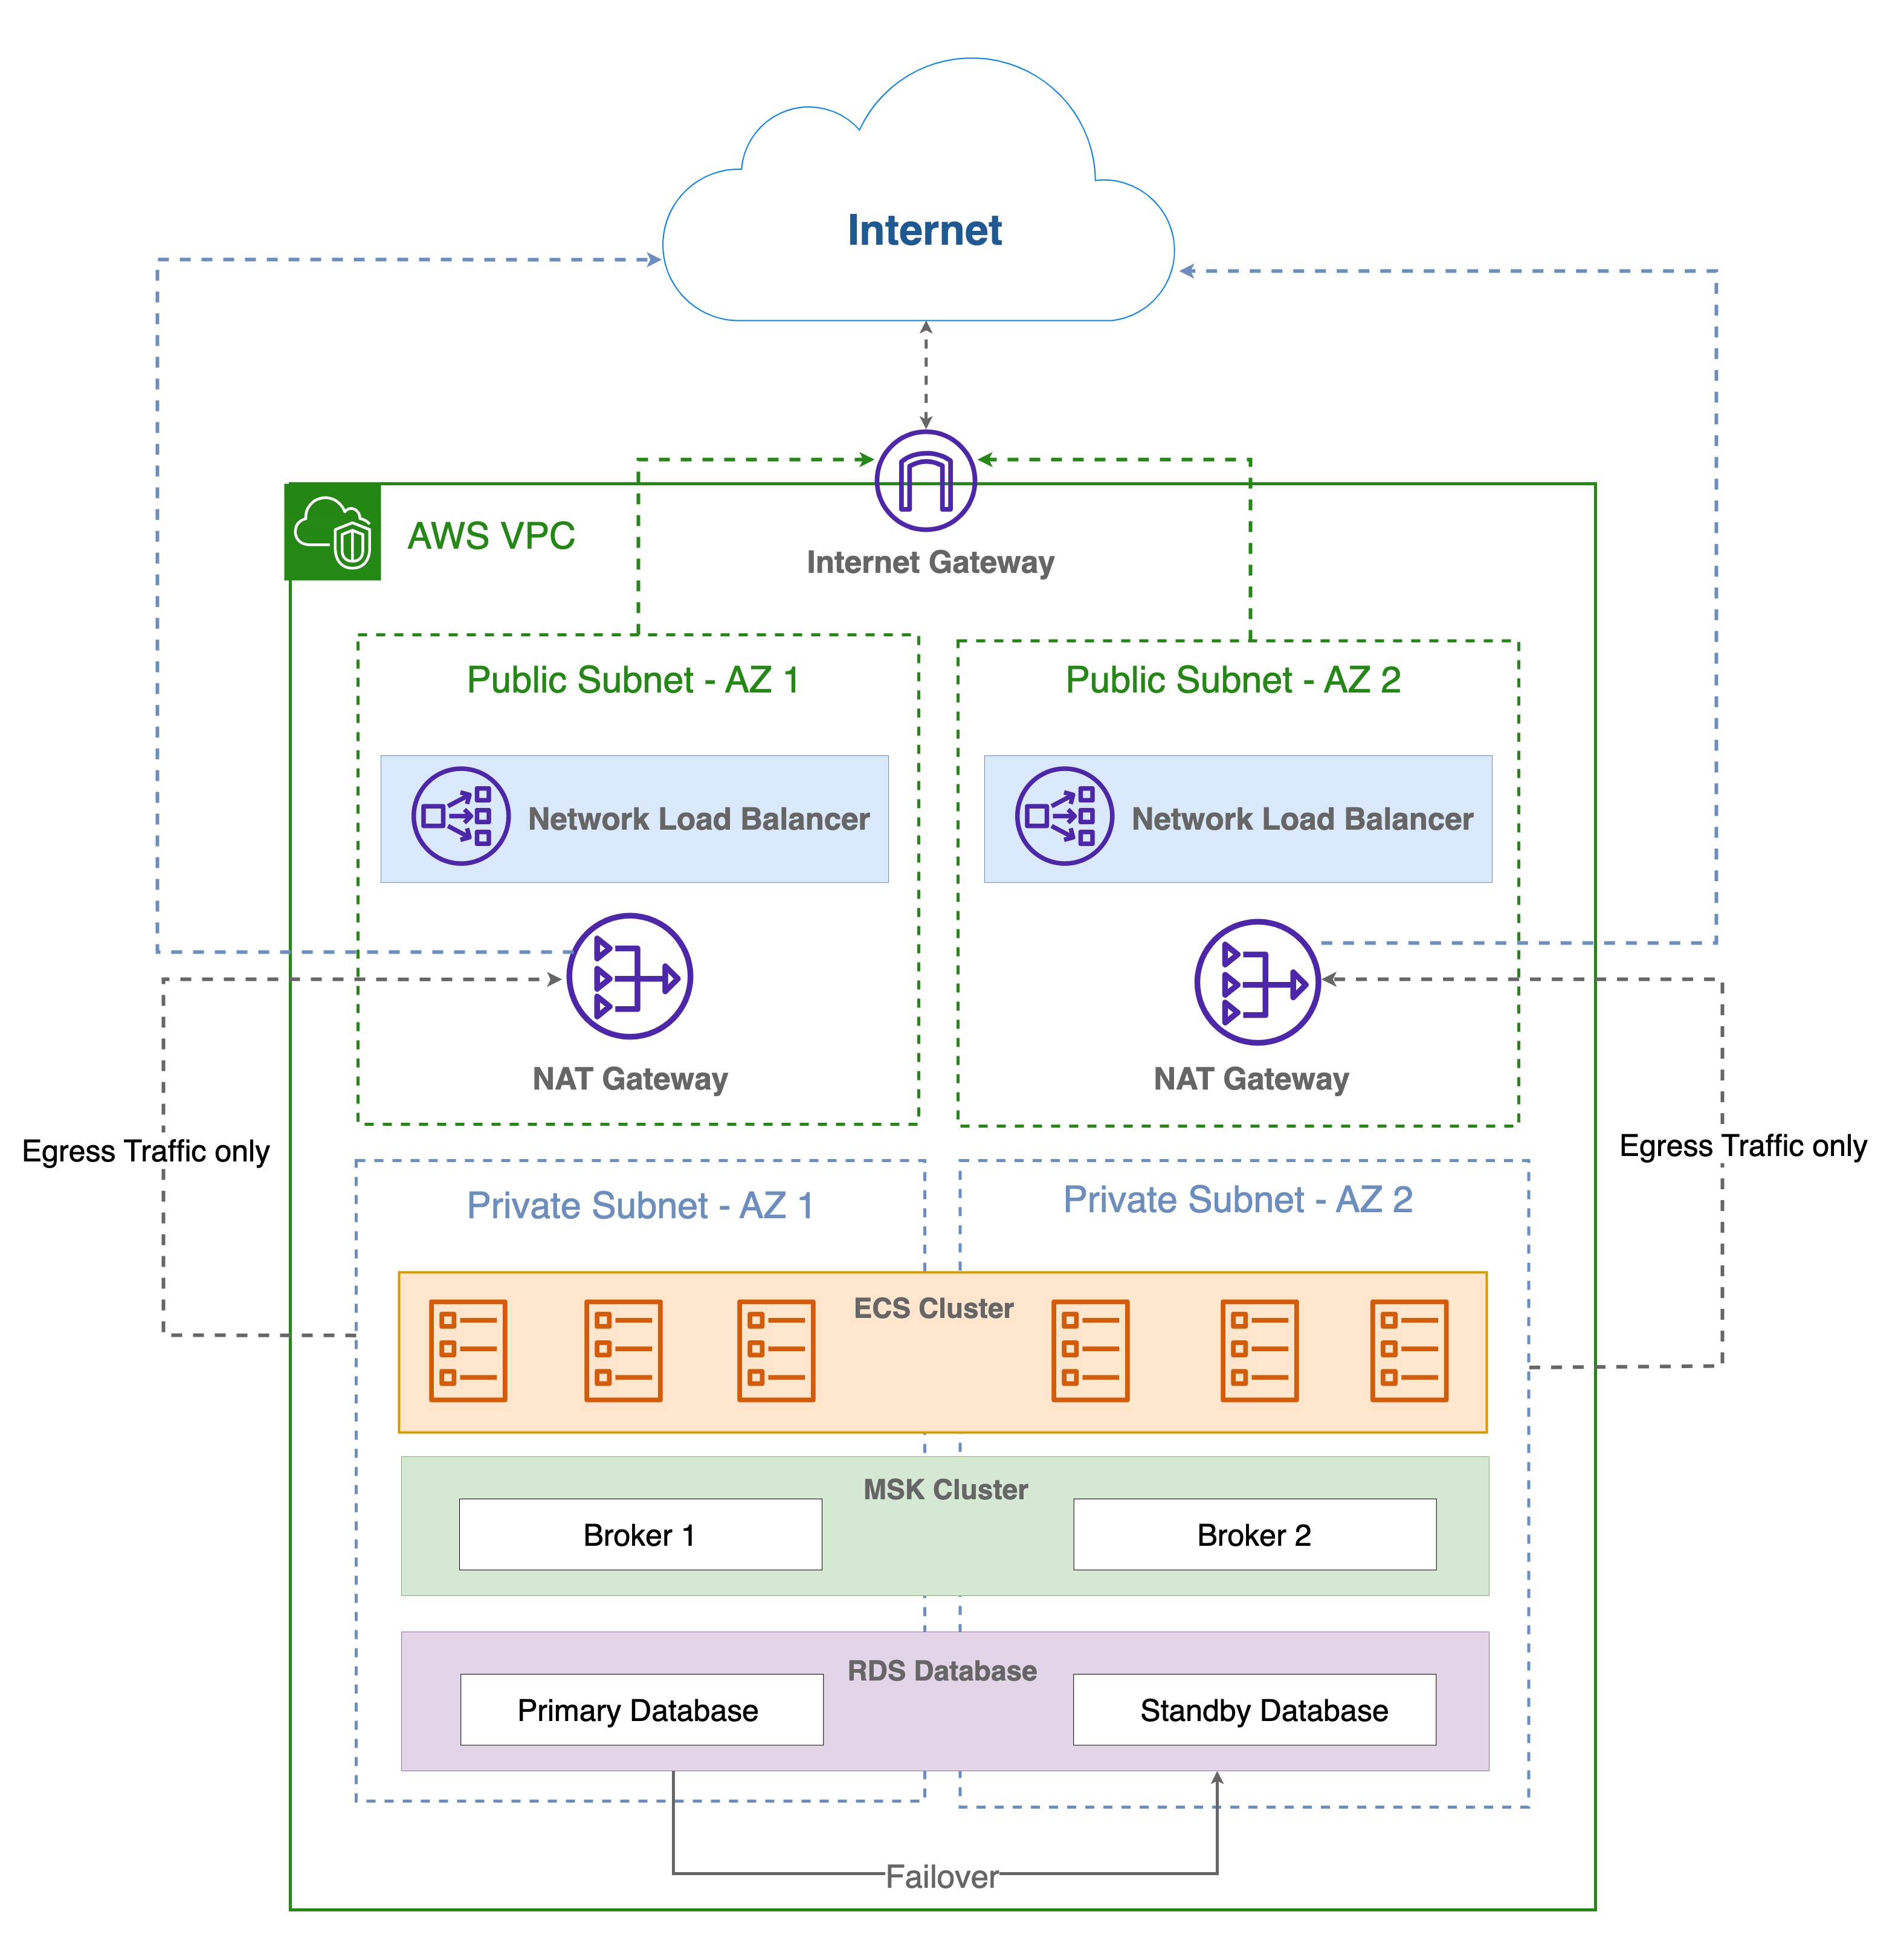 Internet
AWS VPC
Internet Gateway
Public Subnet - AZ 1
Public Subnet - AZ 2
Network Load Balancer
Network Load Balancer
NAT Gateway
NAT Gateway
Egress Traffic only
Egress Traffic only
Private Subnet - AZ 1
Private Subnet - AZ 2
ECS Cluster
MSK Cluster
Broker 1
Broker 2
RDS Database
Primary Database
Standby Database
Failover